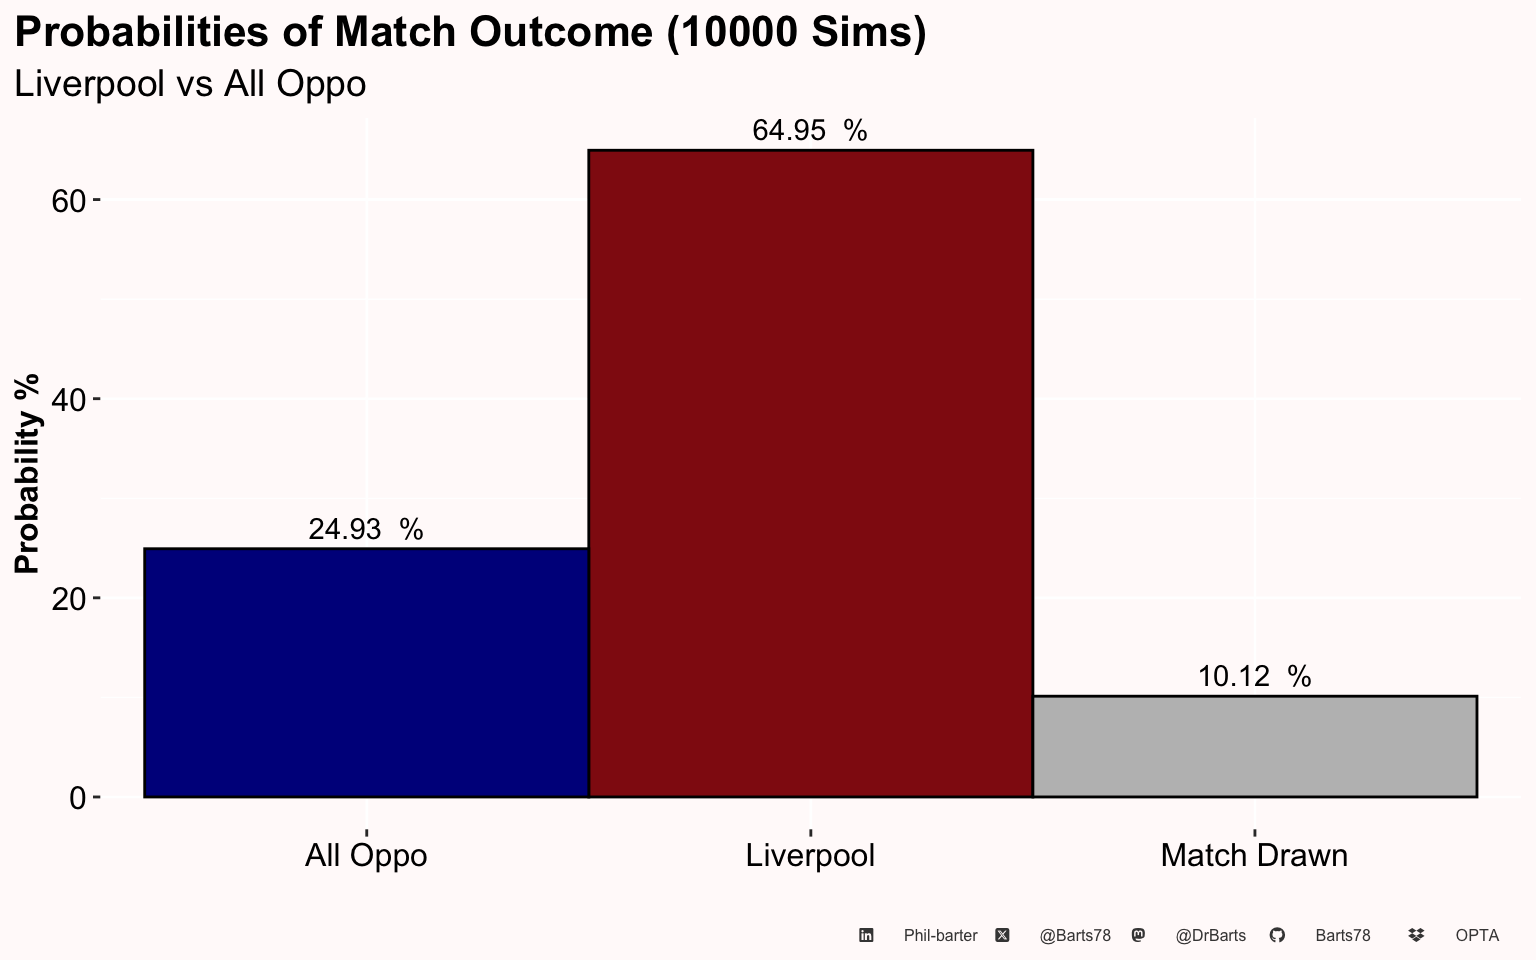 Probabilities of Match Outcome (10000 Sims)
Liverpool vs All Oppo
64.95 %
60
40
Probability %
24.93 %
20
10.12 %
0
All Oppo Liverpool Match Drawn
Phil-barter @Barts78 @DrBarts Barts78 OPTA